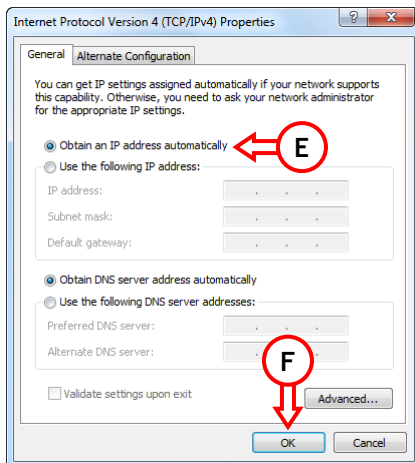 Internet Protocol Version 4 (TCP/IPv4) Properties
General
Alternate Configuration
You can get IP settings assigned automatically if your network supports
this capability. Otherwise, you need to ask your network administrator
for the appropriate IP settings.
Obtain an IP address automatically
E
Use the following IP address:
IP address:
Subnet mask:
Default gateway:
Obtain DNS server address automatically
Use the following DNS server addresses:
Preferred DNS server:
Alternate DNS server:
F
Validate settings upon exit
Advanced...
OK
Cancel